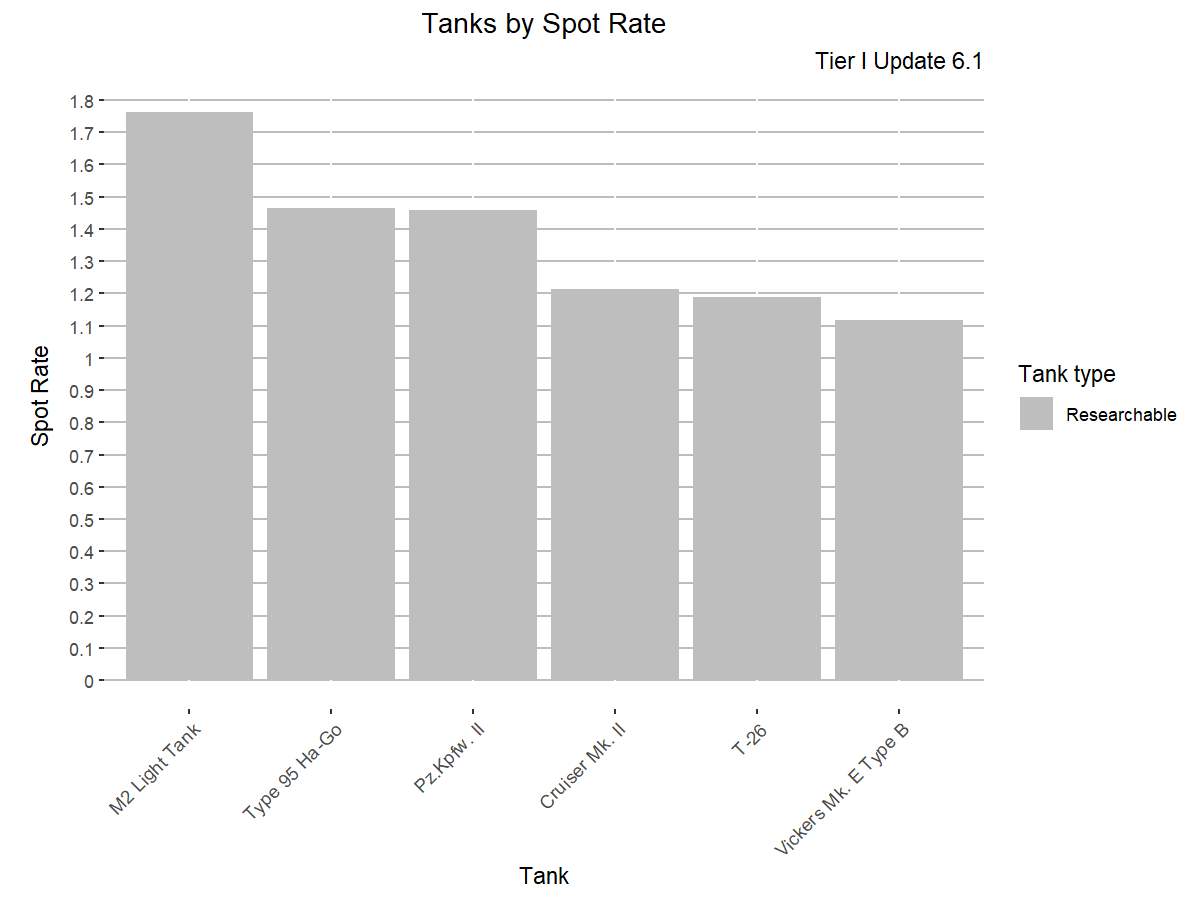 Tanks by Spot Rate
Tier I Update 6.1
Spot Rate
1.8
1.7
1.6
1.5
1.4
1.3
1.2
1.1
1
0.9
0.8
0.7
0.6
0.5
0.4
0.3
0.2
0.1
0
M2 Light Tank
Type 95 Ha-Go
Pz.Kpfw. II
Cruiser Mk. II
T-26
Vickers Mk. E Type B
Tank
Tank type
Researchable